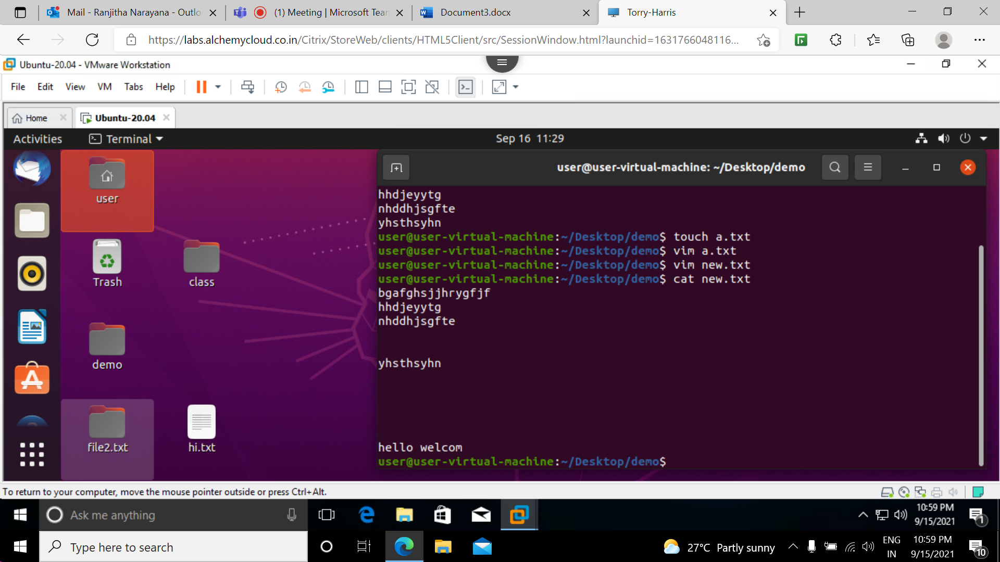 Mail - Ranjitha Narayana - Outlo
(1) Meeting | Microsoft Tean
Document3.docx
Torry-Harris
https://labs.alchemycloud.co.in/Citrix/StoreWeb/clients/HTML5Client/src/SessionWindow.html?launchid=1631766048116...
Ubuntu-20.04 - VMware Workstation
File Edit View VM Tabs Help
Home
Ubuntu-20.04
Activities
Terminal
Sep 16 11:29
user@user-virtual-machine: ~/Desktop/demo
user
Trash
class
demo
file2.txt
hi.txt
hhdjeyytg
nhddhjsgfte
yhsthsyhn
user@user-virtual-machine:~/Desktop/demo$ touch a.txt
user@user-virtual-machine:~/Desktop/demo$ vim a.txt
user@user-virtual-machine:~/Desktop/demo$ vim new.txt
user@user-virtual-machine:~/Desktop/demo$ cat new.txt
bgafghsjjhrygfjf
hhdjeyytg
nhddhjsgfte
yhsthsyhn
hello welcom
user@user-virtual-machine:~/Desktop/demo$
To return to your computer, move the mouse pointer outside or press Ctrl+Alt.
Ask me anything
10:59 PM
9/15/2021
1
Type here to search
27°C Partly sunny
ENG
IN
10:59 PM
9/15/2021
10